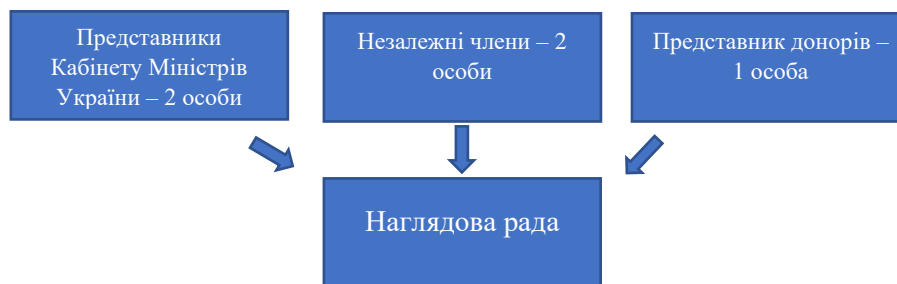 Представники
Кабінету Міністрів
України – 2 особи
Незалежні члени – 2
особи
Представник донорів –
1 особа
Наглядова рада